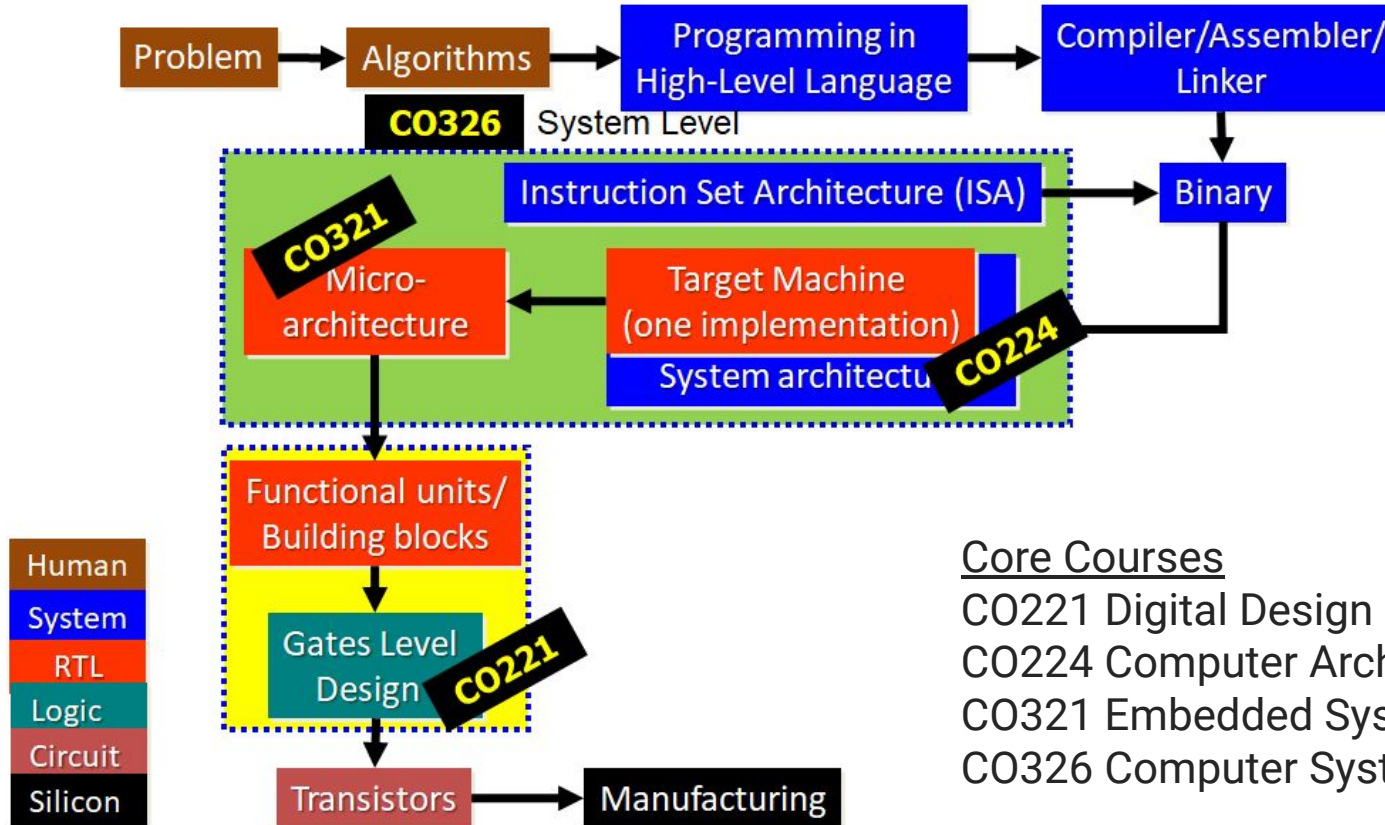 Problem
Algorithms
Programming in
High-Level Language
Compiler/Assembler/
Linker
CO326
System Level
Instruction Set Architecture (ISA)
Binary
CO321
Micro-
architecture
Target Machine
(one implementation)
System architectu
CO224
Functional units/
Building blocks
Gates Level
Design
CO221
Transistors
Manufacturing
Human
System
RTL
Logic
Circuit
Silicon
Core Courses
CO221 Digital Design
CO224 Computer Arch
CO321 Embedded Sys
CO326 Computer Syst